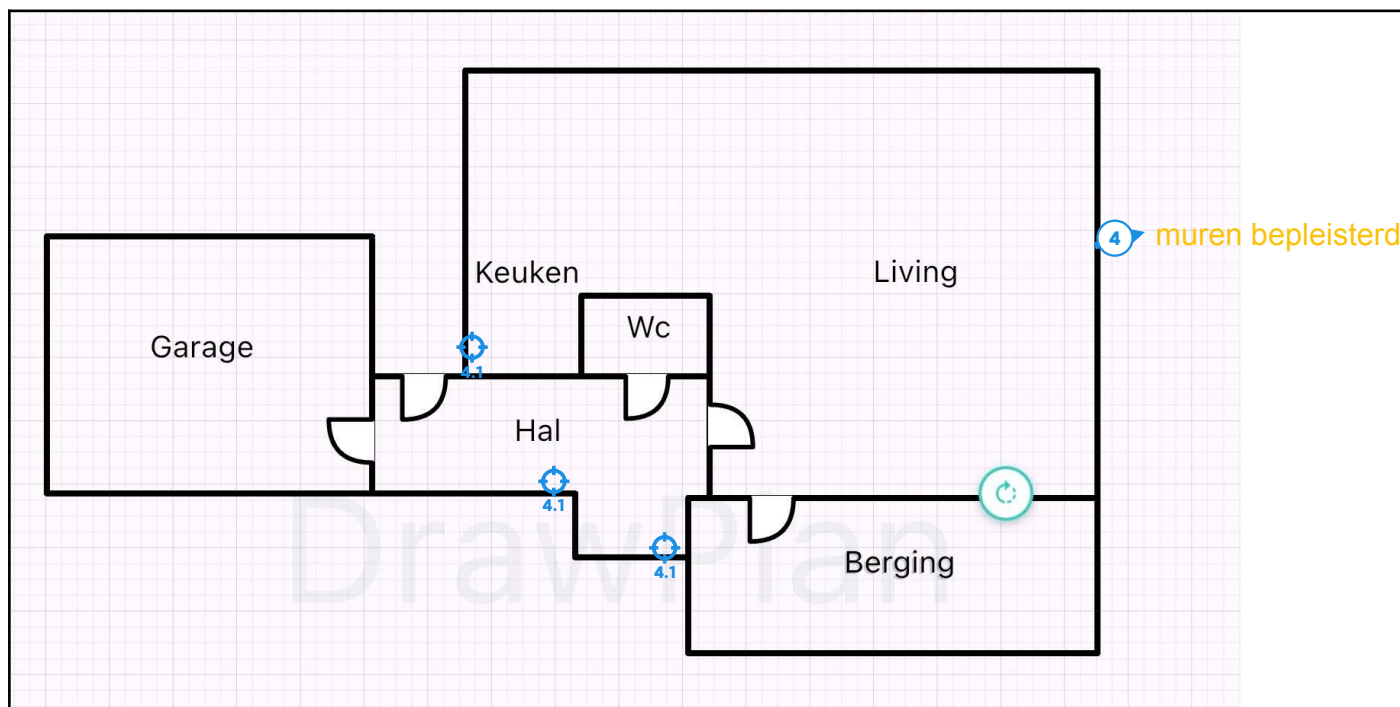 4 muren bepleisterd
Keuken
Living
Wc
Garage
4.1
Hal
4.1
DrawPlan
4.1
Berging